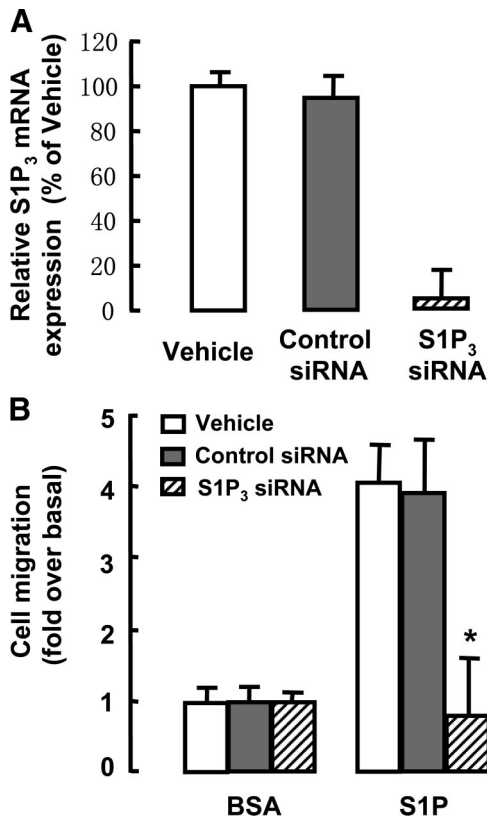 A
Relative S1P₃ mRNA
expression (% of Vehicle)
120
100
80
60
40
20
0
Vehicle
Control
siRNA
S1P₃
siRNA
B
Cell migration
(fold over basal)
5
4
3
2
1
0
Vehicle
Control siRNA
S1P₃ siRNA
*
BSA
S1P